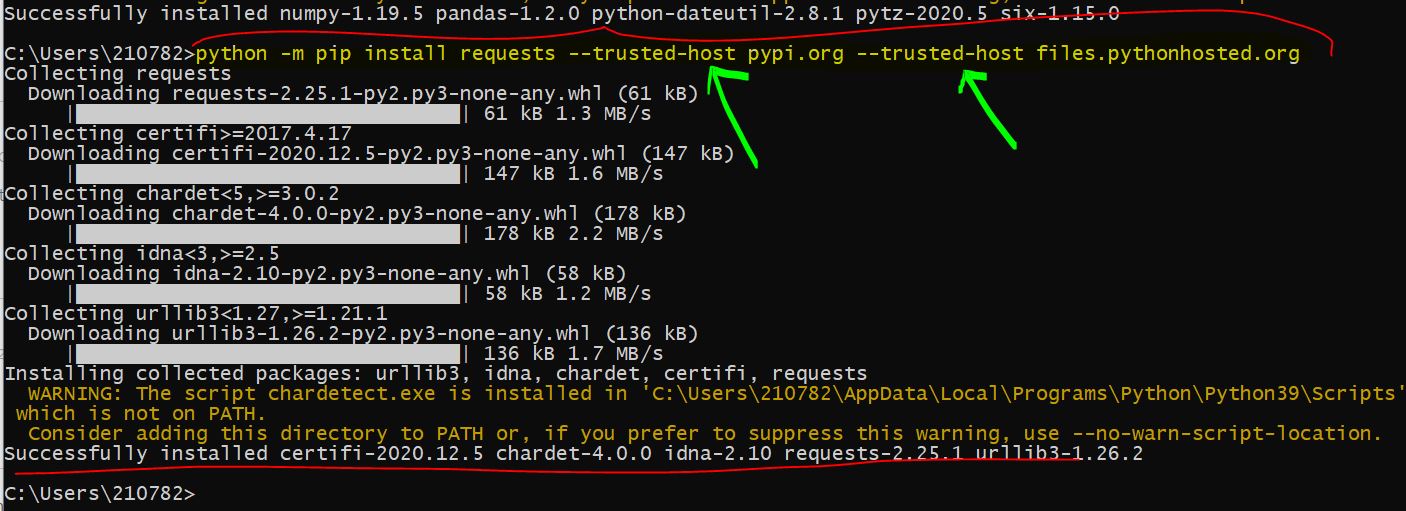 Successfully installed numpy-1.19.5 pandas-1.2.0 python-dateutil-2.8.1 pytz-2020.5 six-1.15.0
C:\Users\210782>python -m pip install requests --trusted-host pypi.org --trusted-host files.pythonhosted.org
Collecting requests
Downloading requests-2.25.1-py2.py3-none-any.whl (61 kB)
|████████████████████████████████| 61 kB 1.3 MB/s
Collecting certifi>=2017.4.17
Downloading certifi-2020.12.5-py2.py3-none-any.whl (147 kB)
|████████████████████████████████| 147 kB 1.6 MB/s
Collecting chardet<5,>=3.0.2
Downloading chardet-4.0.0-py2.py3-none-any.whl (178 kB)
|████████████████████████████████| 178 kB 2.2 MB/s
Collecting idna<3,>=2.5
Downloading idna-2.10-py2.py3-none-any.whl (58 kB)
|████████████████████████████████| 58 kB 1.2 MB/s
Collecting urllib3<1.27,>=1.21.1
Downloading urllib3-1.26.2-py2.py3-none-any.whl (136 kB)
|████████████████████████████████| 136 kB 1.7 MB/s
Installing collected packages: urllib3, idna, chardet, certifi, requests
WARNING: The script chardetect.exe is installed in 'C:\Users\210782\AppData\Local\Programs\Python\Python39\Scripts'
which is not on PATH.
Consider adding this directory to PATH or, if you prefer to suppress this warning, use --no-warn-script-location.
Successfully installed certifi-2020.12.5 chardet-4.0.0 idna-2.10 requests-2.25.1 urllib3-1.26.2
C:\Users\210782>